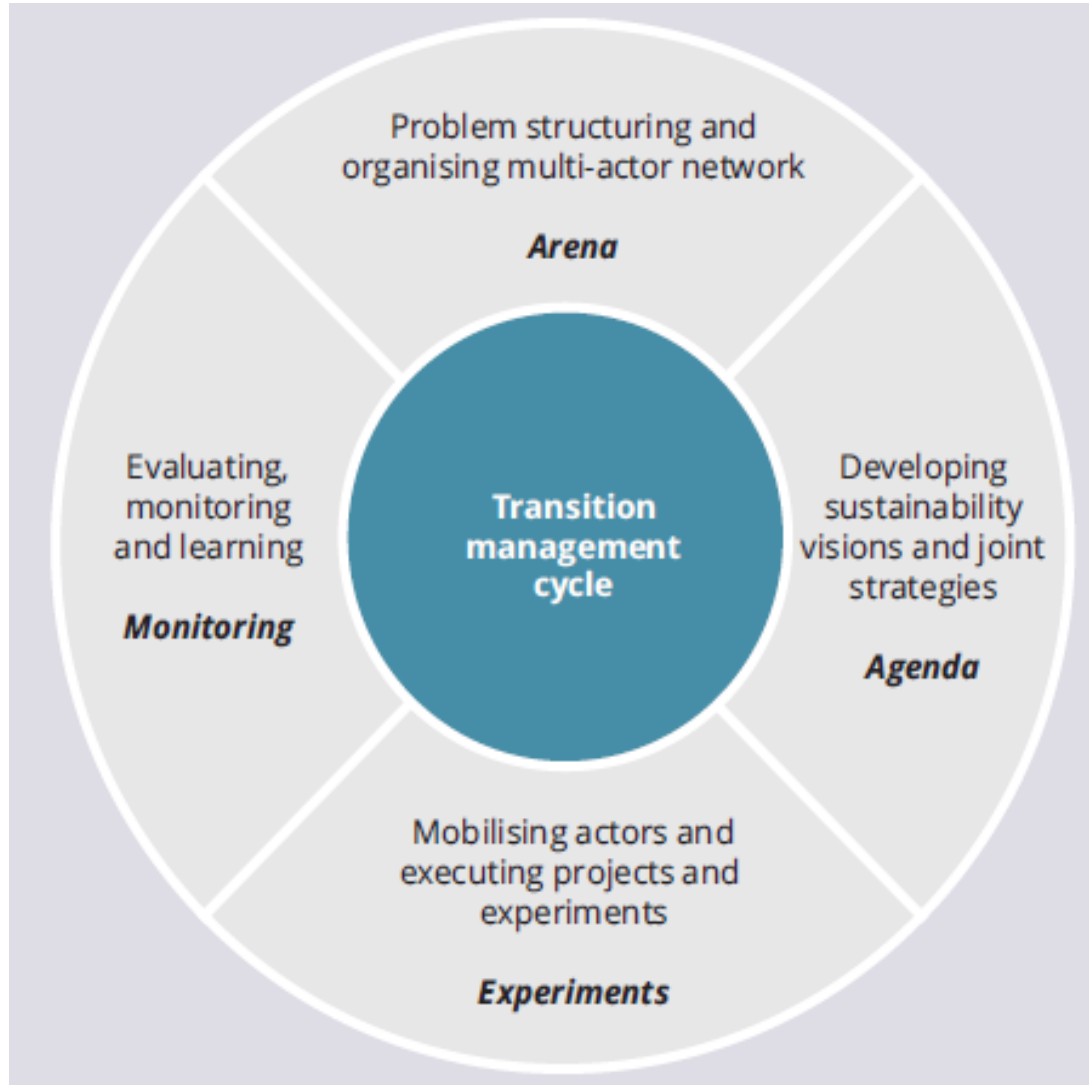 Problem structuring and
organising multi-actor network
Arena
Developing
sustainability
visions and joint
strategies
Agenda
Mobilising actors and
executing projects and
experiments
Experiments
Evaluating,
monitoring
and learning
Monitoring
Transition
management
cycle